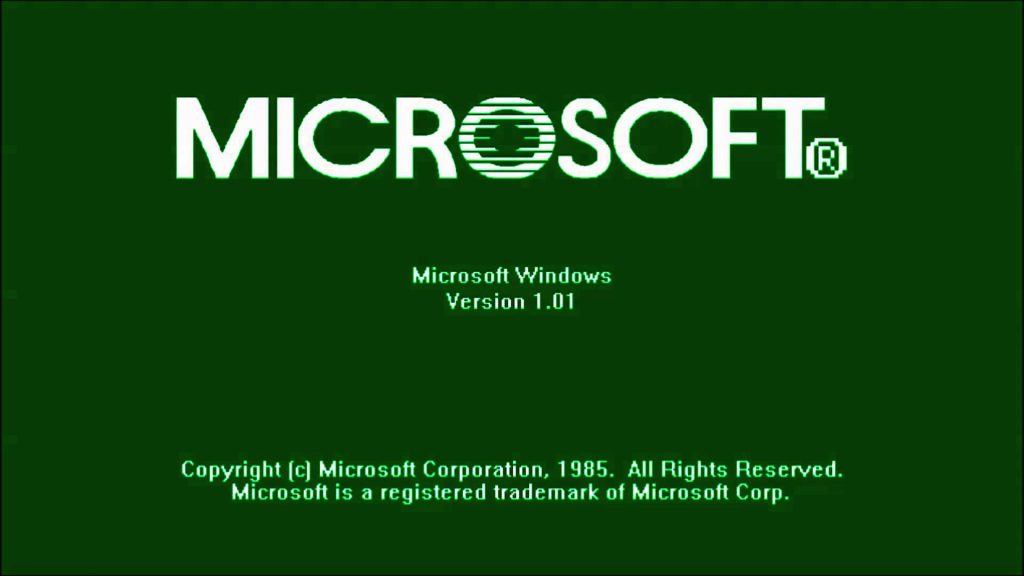 MICROSOFT®
Microsoft Windows
Version 1.01
Copyright (c) Microsoft Corporation, 1985.  All Rights Reserved.
Microsoft is a registered trademark of Microsoft Corp.